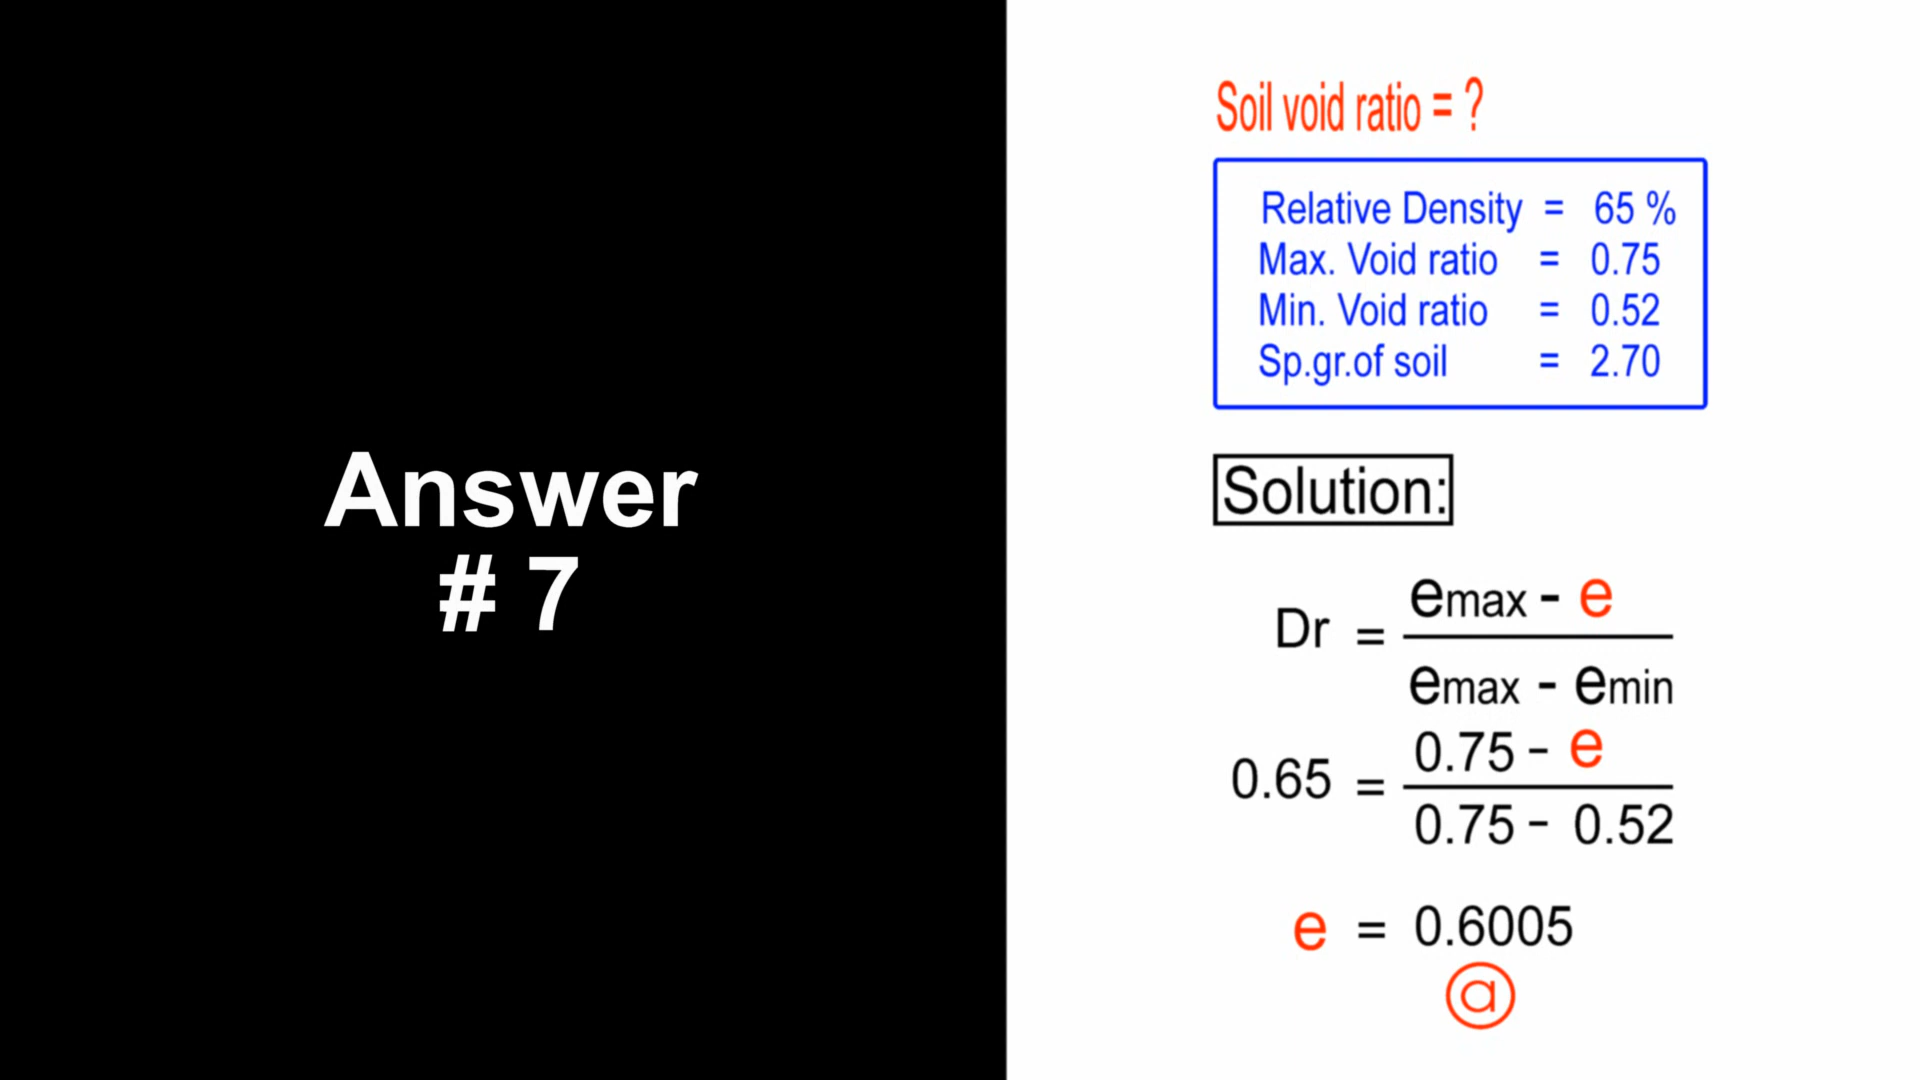 Answer
# 7
Soil void ratio = ?
Relative Density = 65 %
Max. Void ratio = 0.75
Min. Void ratio = 0.52
Sp.gr.of soil = 2.70
Solution:
Dr = emax - e
emax - emin
0.65 = 0.75 - e
0.75 - 0.52
e = 0.6005
a